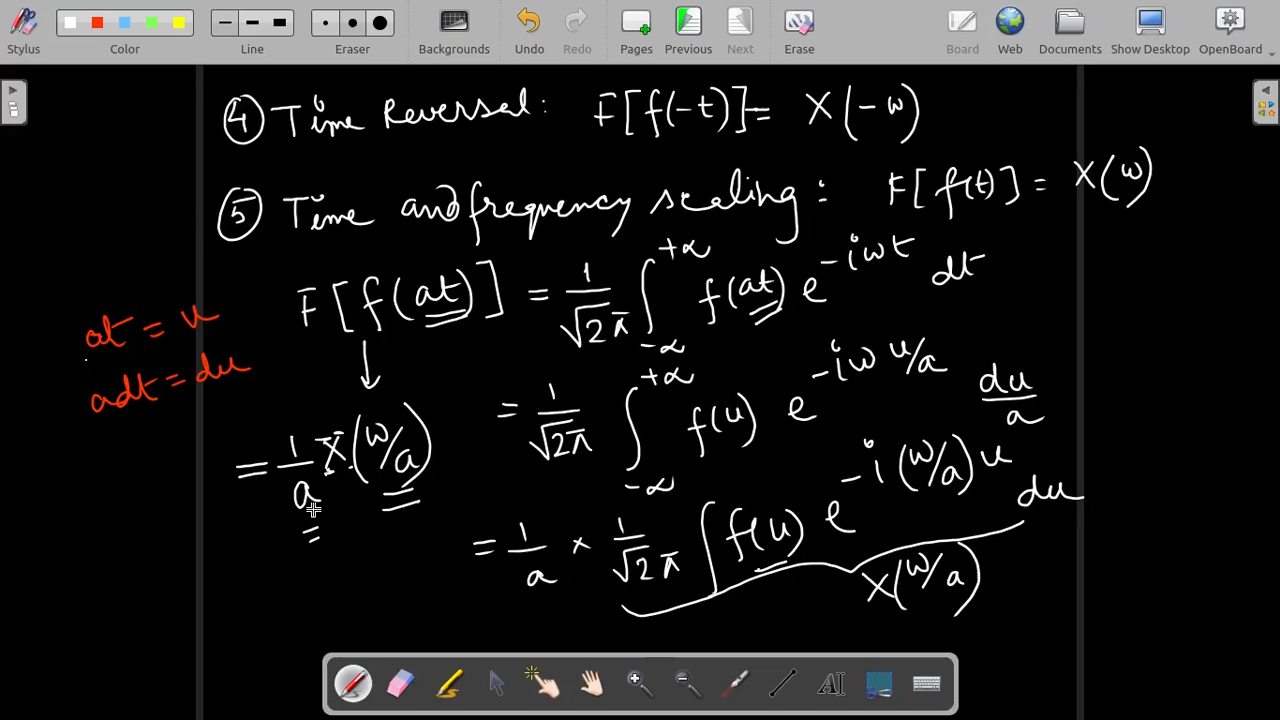 Stylus Color Line Eraser Backgrounds Undo Redo Pages Previous Next Erase Board Web Documents Show Desktop OpenBoard
④ Time Reversal: F[f(-t)] = X(-ω)
⑤ Time and frequency scaling: F[f(t)] = X(ω)
F[f(at)] = 1/√2π ∫_{-∝}^{+∝} f(at) e^{-iωt} dt
at = u
adt = du
= 1/√2π ∫_{-∝}^{+∝} f(u) e^{-iω u/a} du/a
= 1/a X(ω/a)
= 1/a × 1/√2π ∫ f(u) e^{-i(ω/a)u} du
X(ω/a)